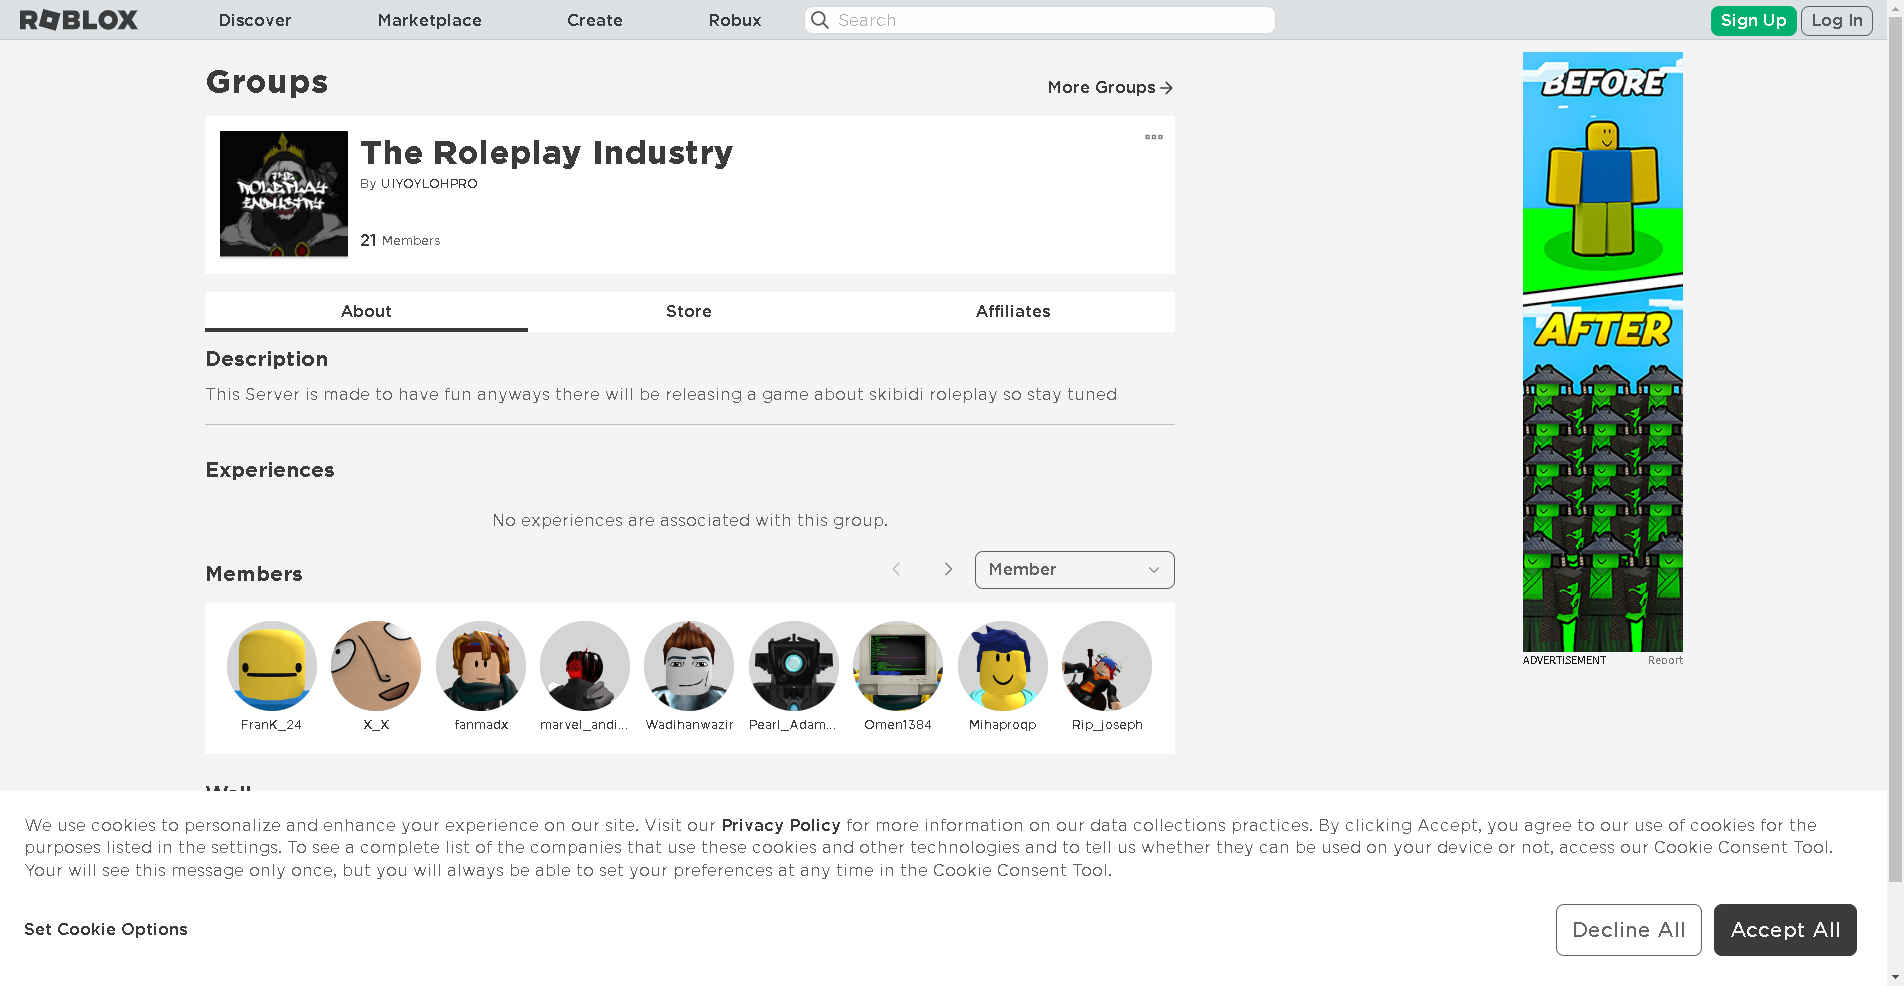 ROBLOX
Discover
Marketplace
Create
Robux
Search
Sign Up
Log In
Groups
More Groups
THE ROLEPLAY INDUSTRY
The Roleplay Industry
By UIYOYLOHPRO
21 Members
About
Store
Affiliates
Description
This Server is made to have fun anyways there will be releasing a game about skibidi roleplay so stay tuned
Experiences
No experiences are associated with this group.
Members
Member
FranK_24
X_X
fanmadx
marvel_andi...
Wadihanwazir
Pearl_Adam...
Omen1384
Mihaproqp
Rip_joseph
Wall
BEFORE
AFTER
ADVERTISEMENT
Report
We use cookies to personalize and enhance your experience on our site. Visit our Privacy Policy for more information on our data collections practices. By clicking Accept, you agree to our use of cookies for the
purposes listed in the settings. To see a complete list of the companies that use these cookies and other technologies and to tell us whether they can be used on your device or not, access our Cookie Consent Tool.
Your will see this message only once, but you will always be able to set your preferences at any time in the Cookie Consent Tool.
Set Cookie Options
Decline All
Accept All